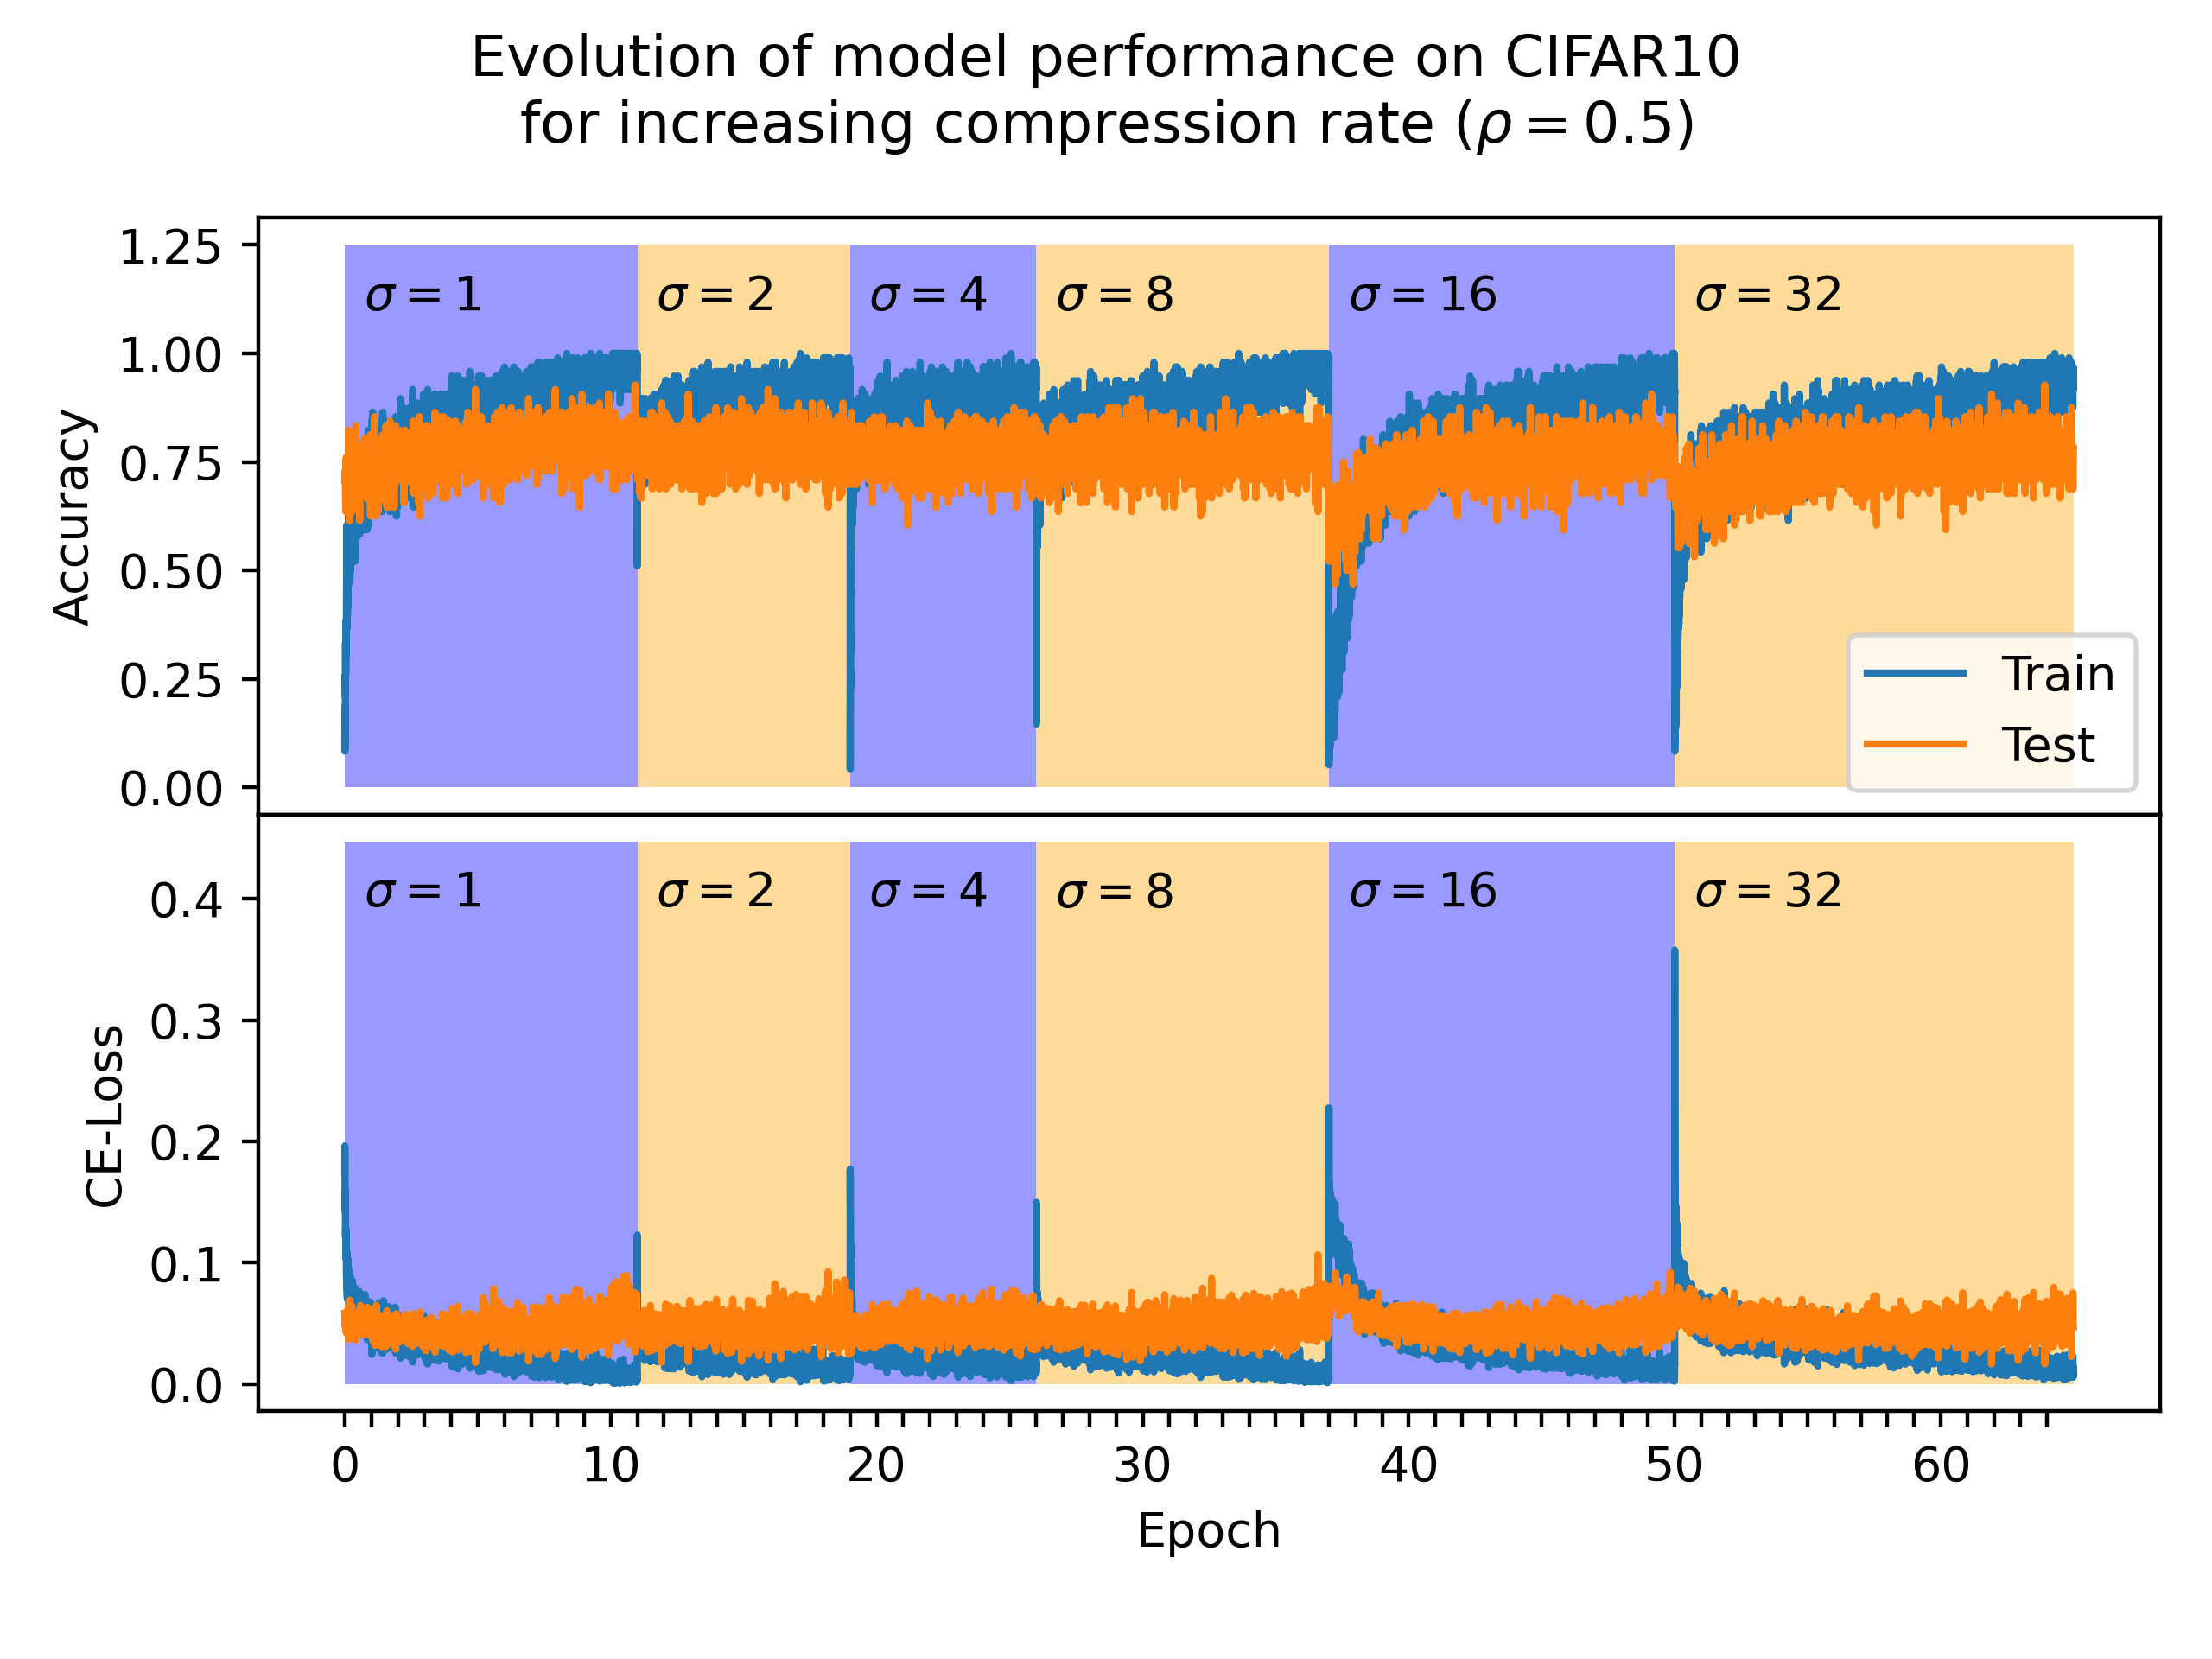 Evolution of model performance on CIFAR10
for increasing compression rate (ρ = 0.5)
1.25
1.00
0.75
0.50
0.25
0.00
Accuracy
σ = 1
σ = 2
σ = 4
σ = 8
σ = 16
σ = 32
Train
Test
0.4
0.3
0.2
0.1
0.0
CE-Loss
σ = 1
σ = 2
σ = 4
σ = 8
σ = 16
σ = 32
0
10
20
30
40
50
60
Epoch